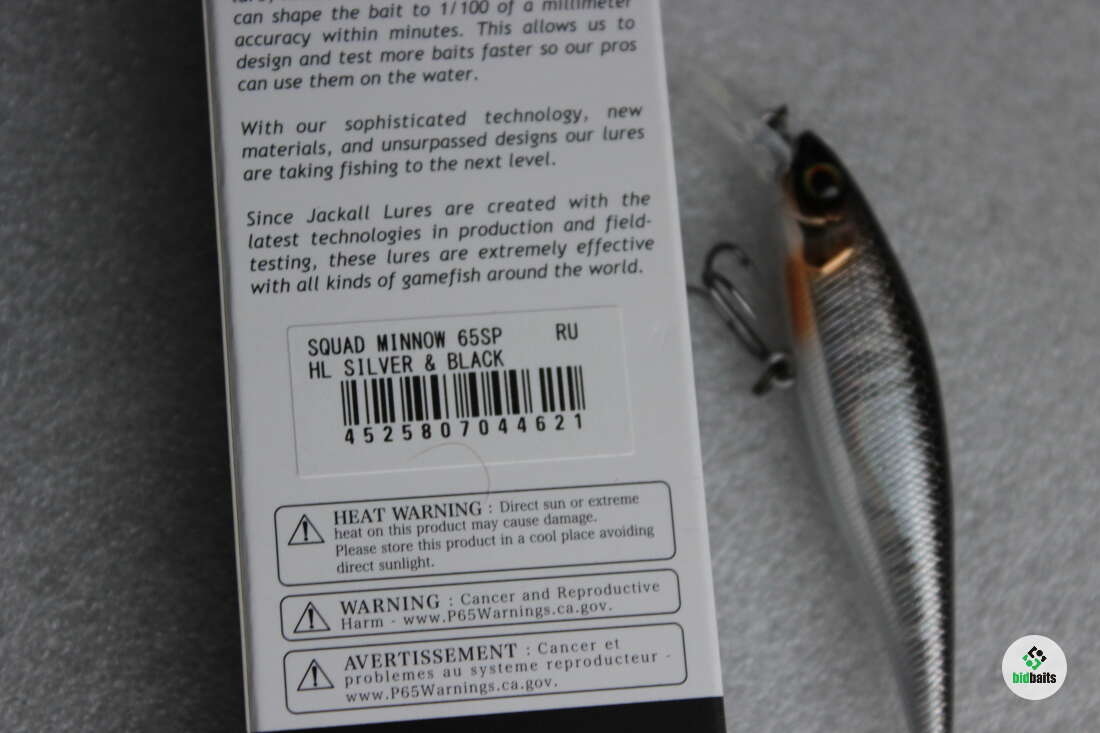 can shape the bait to 1/100 of a millimeter
accuracy within minutes. This allows us to
design and test more baits faster so our pros
can use them on the water.
With our sophisticated technology, new
materials, and unsurpassed designs our lures
are taking fishing to the next level.
Since Jackall Lures are created with the
latest technologies in production and field-
testing, these lures are extremely effective
with all kinds of gamefish around the world.
SQUAD MINNOW 65SP RU
HL SILVER & BLACK
4525807044621
HEAT WARNING : Direct sun or extreme
heat on this product may cause damage.
Please store this product in a cool place avoiding
direct sunlight.
WARNING : Cancer and Reproductive
Harm - www.P65Warnings.ca.gov.
AVERTISSEMENT : Cancer et
problemes au systeme reproducteur -
www.P65Warnings.ca.gov.
bidbaits